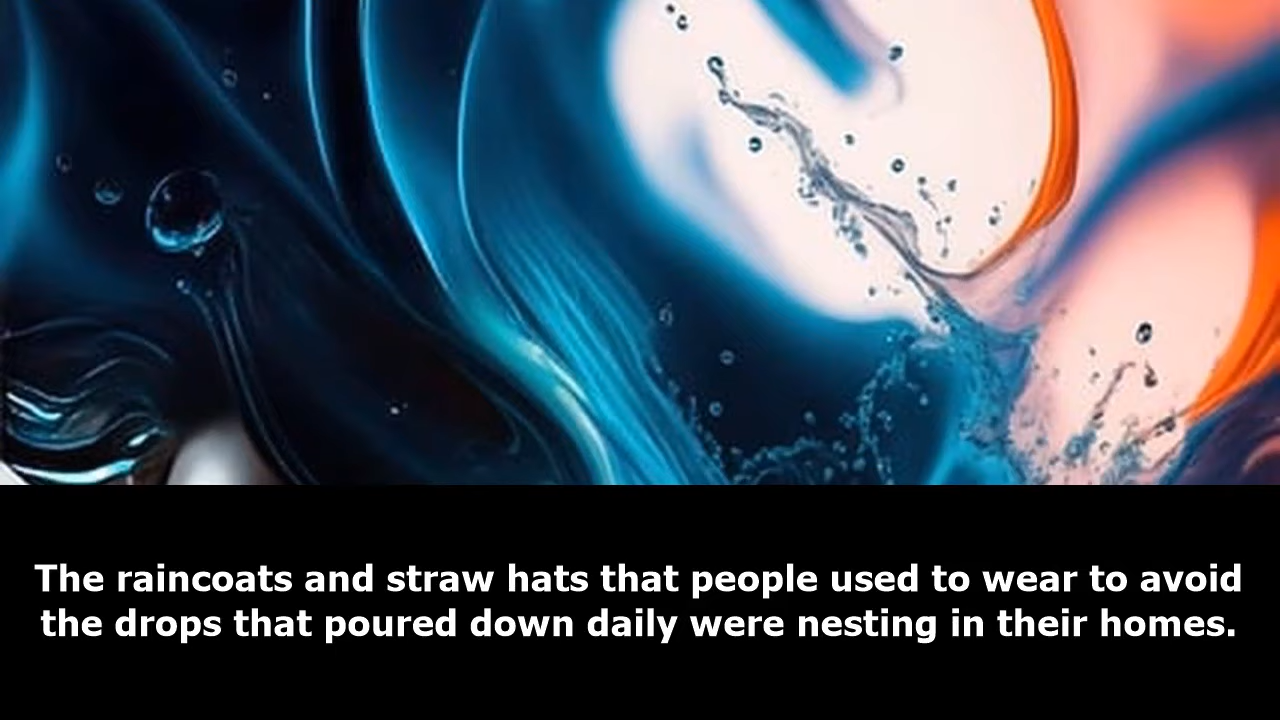 The raincoats and straw hats that people used to wear to avoid
the drops that poured down daily were nesting in their homes.